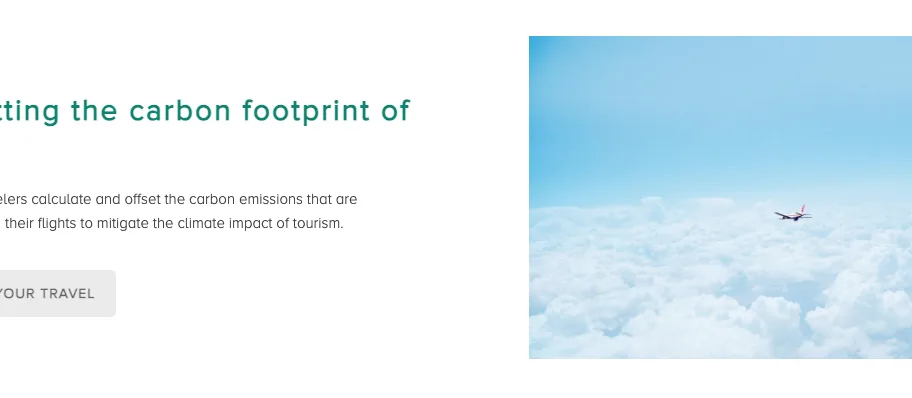 tting the carbon footprint of
elers calculate and offset the carbon emissions that are
their flights to mitigate the climate impact of tourism.
YOUR TRAVEL